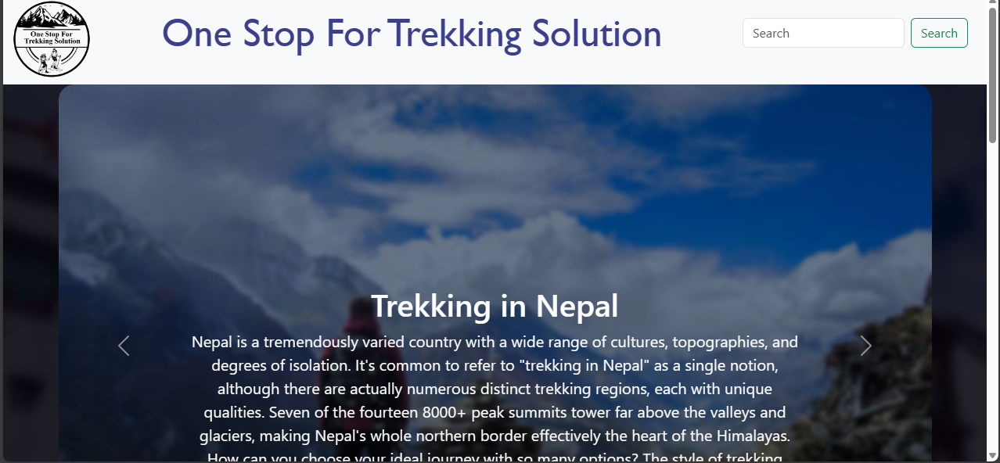 One Stop For
Trekking Solution
One Stop For Trekking Solution
Search
Search
Trekking in Nepal
Nepal is a tremendously varied country with a wide range of cultures, topographies, and
degrees of isolation. It's common to refer to "trekking in Nepal" as a single notion,
although there are actually numerous distinct trekking regions, each with unique
qualities. Seven of the fourteen 8000+ peak summits tower far above the valleys and
glaciers, making Nepal's whole northern border effectively the heart of the Himalayas.
How can you choose your ideal journey with so many options? The style of trekking